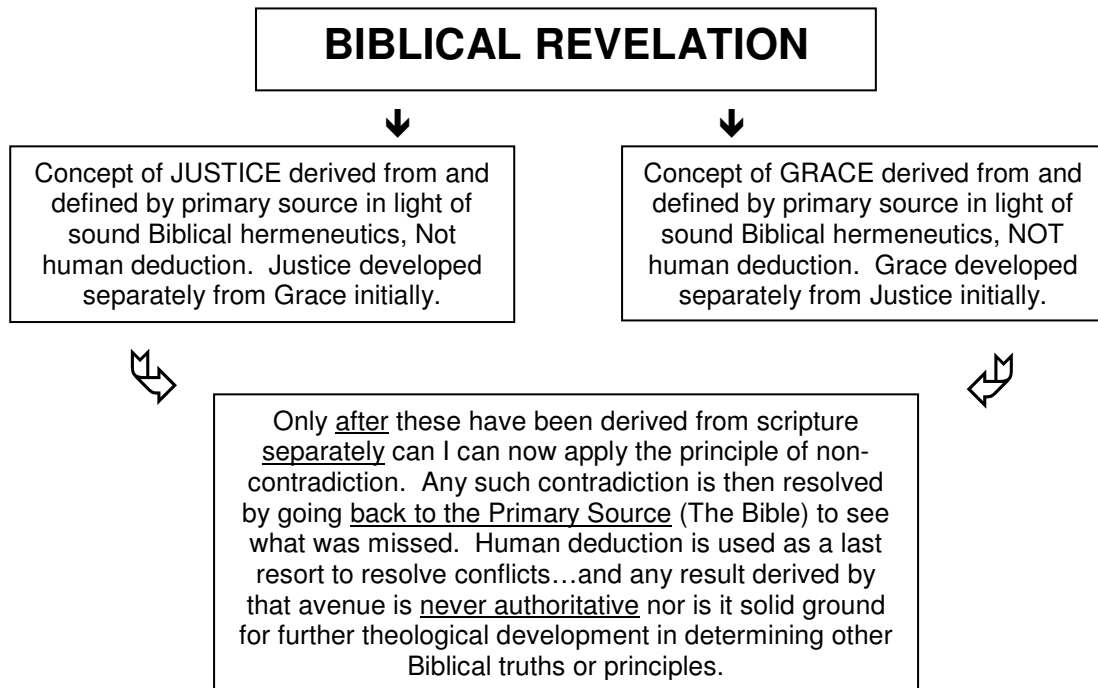 BIBLICAL REVELATION
Concept of JUSTICE derived from and
defined by primary source in light of
sound Biblical hermeneutics, Not
human deduction. Justice developed
separately from Grace initially.
Concept of GRACE derived from and
defined by primary source in light of
sound Biblical hermeneutics, NOT
human deduction. Grace developed
separately from Justice initially.
Only after these have been derived from scripture
separately can I can now apply the principle of non-
contradiction. Any such contradiction is then resolved
by going back to the Primary Source (The Bible) to see
what was missed. Human deduction is used as a last
resort to resolve conflicts…and any result derived by
that avenue is never authoritative nor is it solid ground
for further theological development in determining other
Biblical truths or principles.